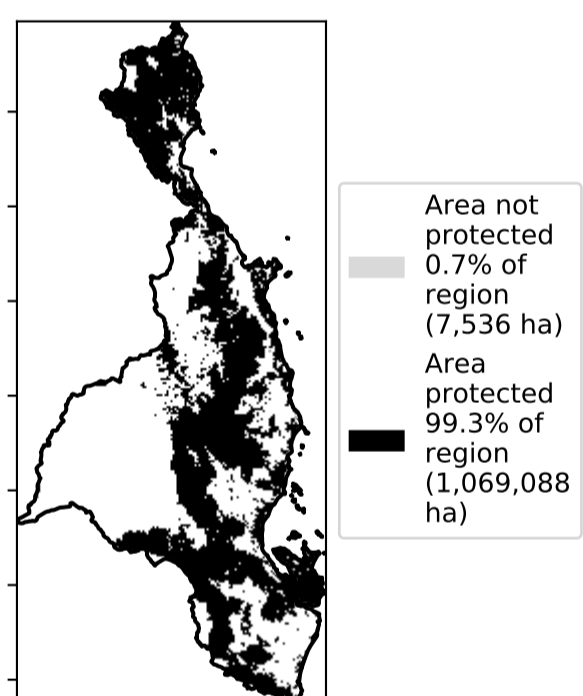 Area not
protected
0.7% of
region
(7,536 ha)
Area
protected
99.3% of
region
(1,069,088
ha)